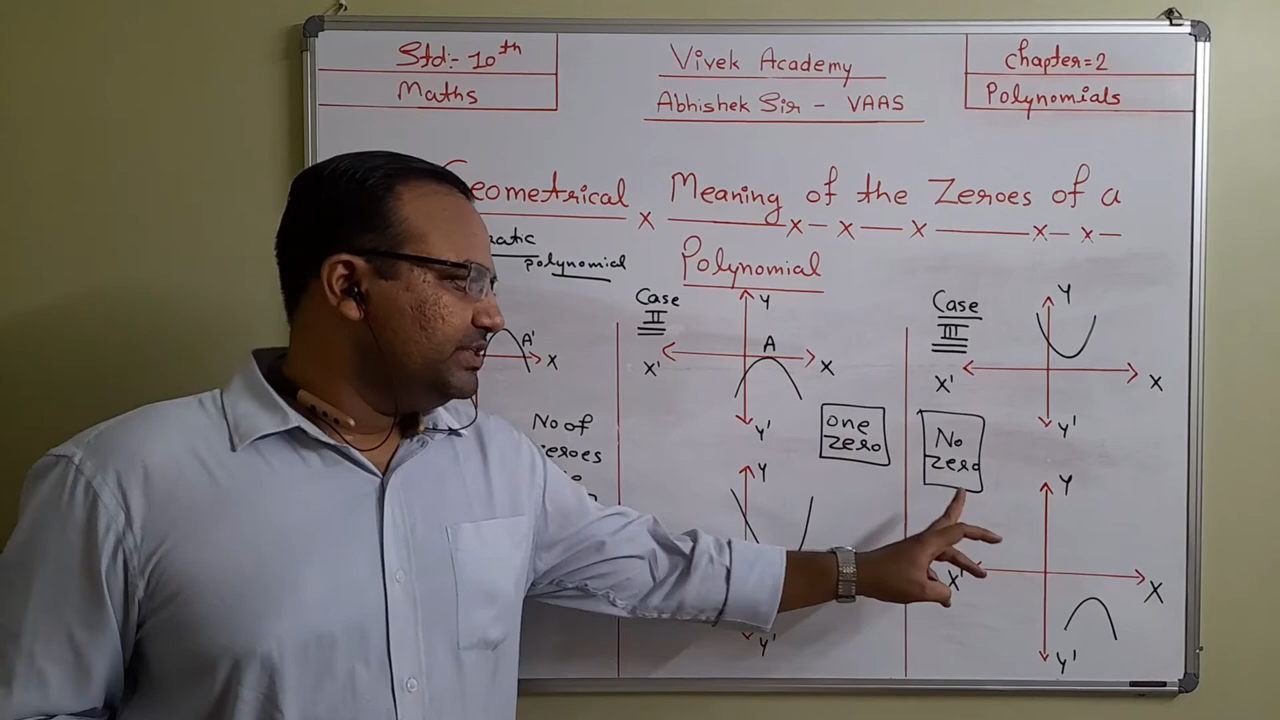 Std:- 10th
Maths
Vivek Academy
Abhishek Sir - VAAS
Chapter=2
Polynomials
Geometrical Meaning of the Zeroes of a
Polynomial
polynomial
A'
X
No of
Case
II
Y
A
X'
X
Y'
one
zero
Y
Y'
Case
III
Y
X'
X
Y'
No
zero
Y
X'
X
Y'